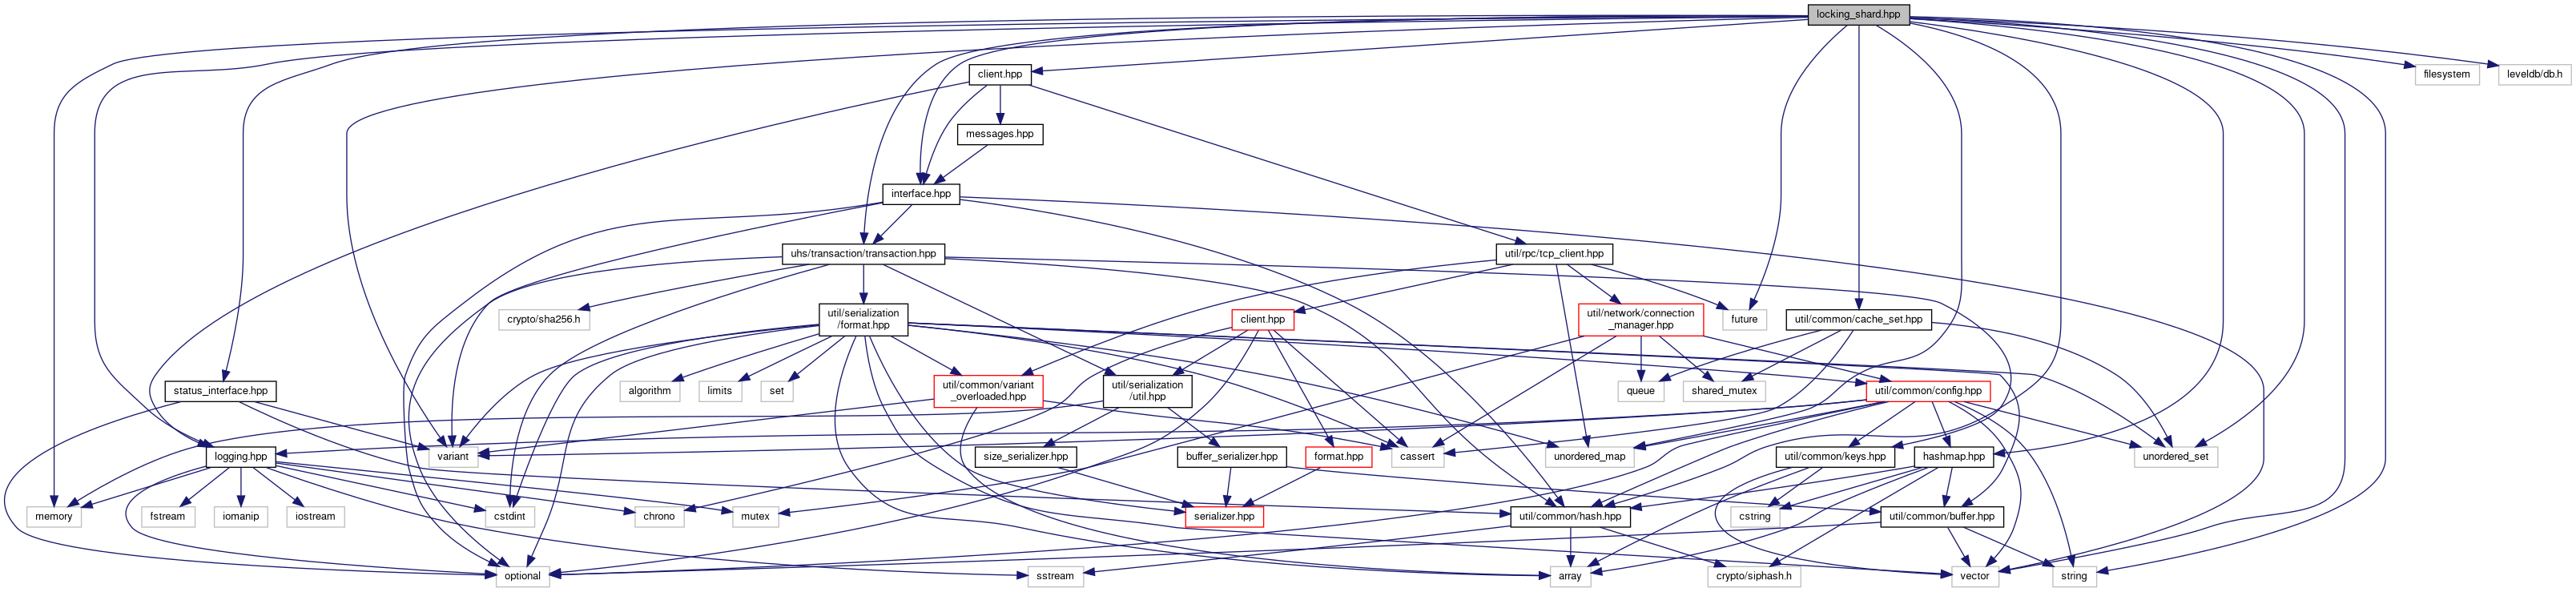 locking_shard.hpp
client.hpp
filesystem
leveldb/db.h
messages.hpp
interface.hpp
uhs/transaction/transaction.hpp
util/rpc/tcp_client.hpp
crypto/sha256.h
util/serialization
/format.hpp
client.hpp
util/network/connection
_manager.hpp
future
util/common/cache_set.hpp
status_interface.hpp
algorithm
limits
set
util/common/variant
_overloaded.hpp
util/serialization
/util.hpp
queue
shared_mutex
util/common/config.hpp
logging.hpp
variant
size_serializer.hpp
buffer_serializer.hpp
format.hpp
cassert
unordered_map
util/common/keys.hpp
hashmap.hpp
unordered_set
memory
fstream
iomanip
iostream
cstdint
chrono
mutex
serializer.hpp
util/common/hash.hpp
cstring
util/common/buffer.hpp
optional
sstream
array
crypto/siphash.h
vector
string